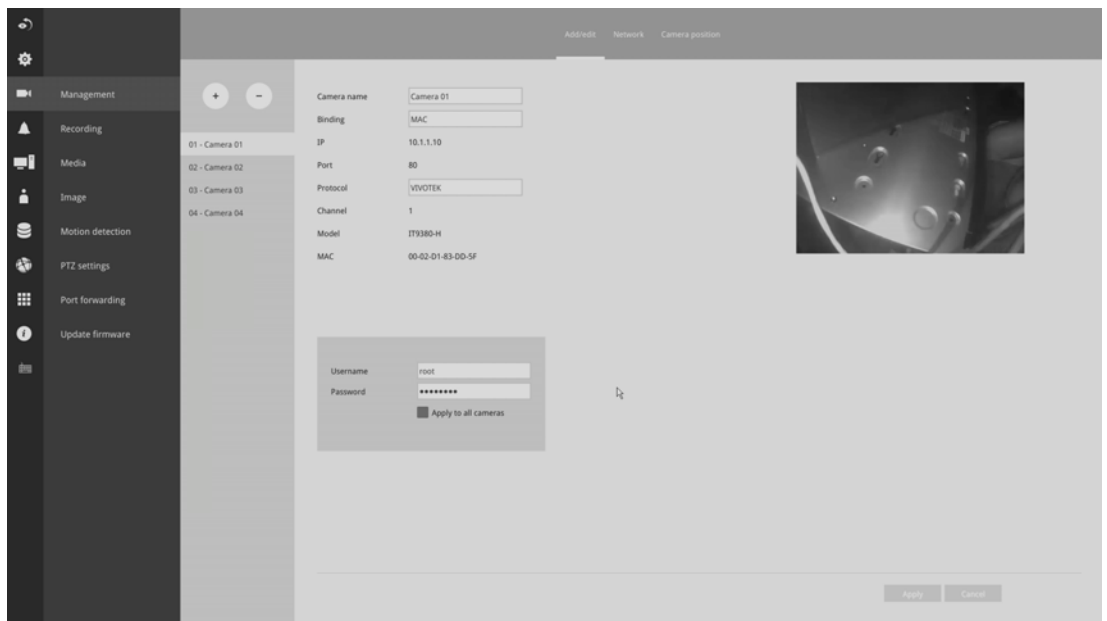 Add/edit Network Camera position
Management
Recording
Media
Image
Motion detection
PTZ settings
Port forwarding
Update firmware
+ -
01 - Camera 01
02 - Camera 02
03 - Camera 03
04 - Camera 04
Camera name Camera 01
Binding MAC
IP 10.1.1.10
Port 80
Protocol VIVOTEK
Channel 1
Model IT9380-H
MAC 00-02-D1-83-DD-5F
Username root
Password ••••••••
Apply to all cameras
Apply Cancel